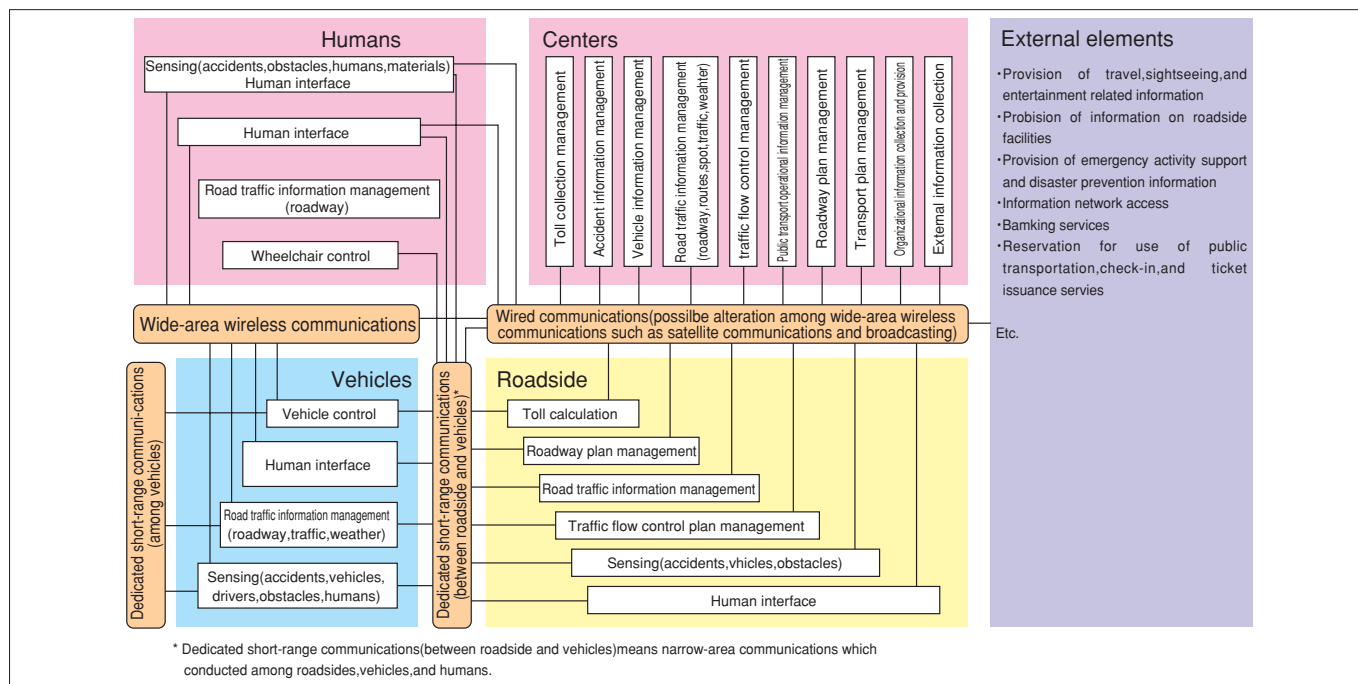 Humans
Sensing(accidents,obstacles,humans,materials)
Human interface
Human interface
Road traffic information management
(roadway)
Wheelchair control
Centers
Toll collection management
Accident information management
Vehicle information management
Road traffic information management
(roadway,routes,spot,traffic,weahter)
traffic flow control management
Public transport operational information management
Roadway plan management
Transport plan management
Organizational information collection and provision
External information collection
External elements
・Provision of travel,sightseeing,and
entertainment related information
・Probision of information on roadside
facilities
・Provision of emergency activity support
and disaster prevention information
・Information network access
・Bamking services
・Reservation for use of public
transportation,check-in,and ticket
issuance servies
Etc.
Wide-area wireless communications
Wired communications(possilbe alteration among wide-area wireless
communications such as satellite communications and broadcasting)
Dedicated short-range communi-cations
(among vehicles)
Vehicles
Vehicle control
Human interface
Road traffic information management
(roadway,traffic,weather)
Sensing(accidents,vehicles,
drivers,obstacles,humans)
Dedicated short-range communications
(between roadside and vehicles)*
Roadside
Toll calculation
Roadway plan management
Road traffic information management
Traffic flow control plan management
Sensing(accidents,vhicles,obstacles)
Human interface
* Dedicated short-range communications(between roadside and vehicles)means narrow-area communications which
conducted among roadsides,vehicles,and humans.